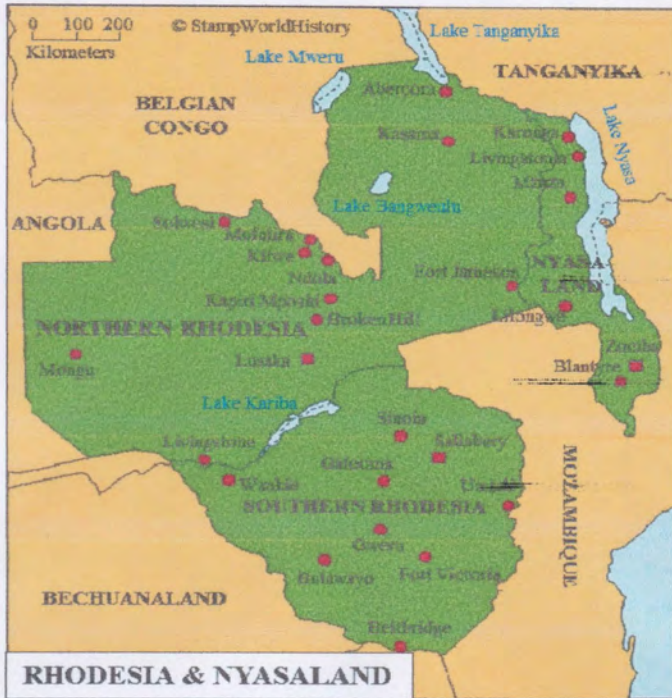 0 100 200
Kilometers
© StampWorldHistory
Lake Tanganyika
Lake Mweru
TANGANYIKA
Abercorn
BELGIAN
CONGO
Kasama
Karonga
Livingstonia
Lake Nyasa
Mzuzu
Lake Bangweulu
ANGOLA
Solwezi
Mufulira
Kitwe
Ndola
Fort Jameson
NYASA
LAND
Kapiri Mposhi
Lilongwe
NORTHERN RHODESIA
Broken Hill
Zomba
Mongu
Lusaka
Blantyre
Lake Kariba
Sinoia
Livingstone
Salisbury
Wankie
Gatooma
SOUTHERN RHODESIA
MOZAMBIQUE
Gwelo
Bulawayo
Fort Victoria
BECHUANALAND
Beitbridge
RHODESIA & NYASALAND